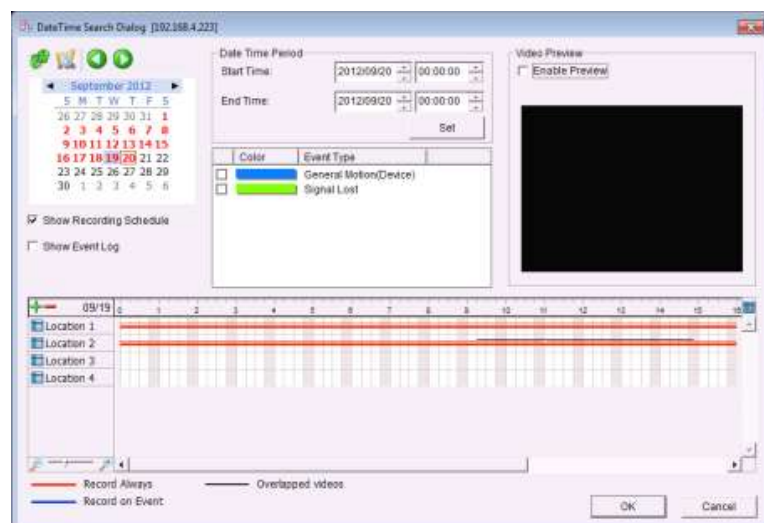 DateTime Search Dialog [192.168.4.223]
Date Time Period
Start Time: 2012/09/20 00:00:00
End Time: 2012/09/20 00:00:00
Set
Video Preview
Enable Preview
September 2012
S M T W T F S
26 27 28 29 30 31 1
2 3 4 5 6 7 8
9 10 11 12 13 14 15
16 17 18 19 20 21 22
23 24 25 26 27 28 29
30 1 2 3 4 5 6
Show Recording Schedule
Show Event Log
Color Event Type
General Motion(Device)
Signal Lost
09/19 0 1 2 3 4 5 6 7 8 9 10 11 12 13 14 15 16
Location 1
Location 2
Location 3
Location 4
Record Always
Overlapped videos
Record on Event
OK Cancel